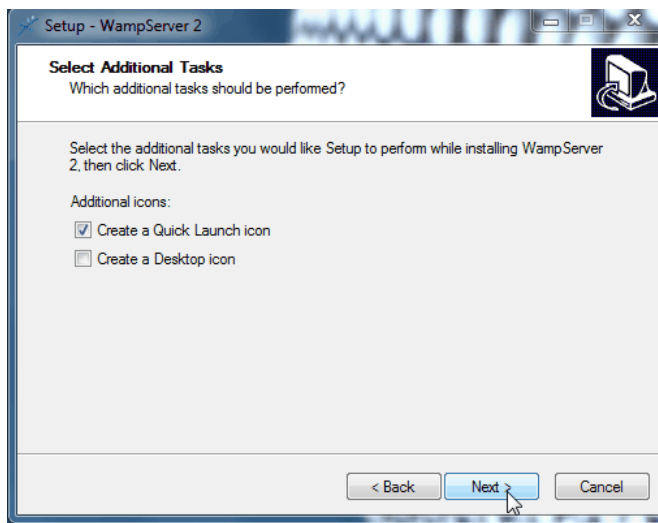 Setup - WampServer 2
Select Additional Tasks
Which additional tasks should be performed?
Select the additional tasks you would like Setup to perform while installing WampServer
2, then click Next.
Additional icons:
Create a Quick Launch icon
Create a Desktop icon
< Back
Next >
Cancel